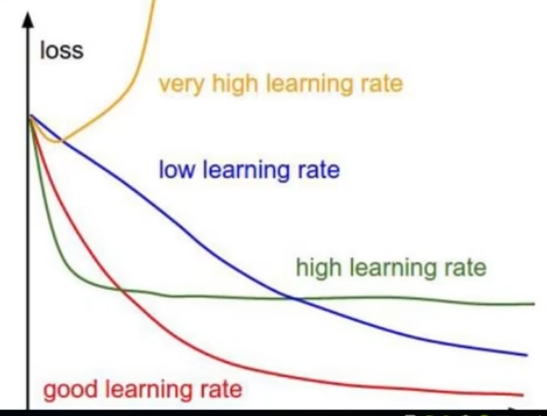 loss
very high learning rate
low learning rate
high learning rate
good learning rate